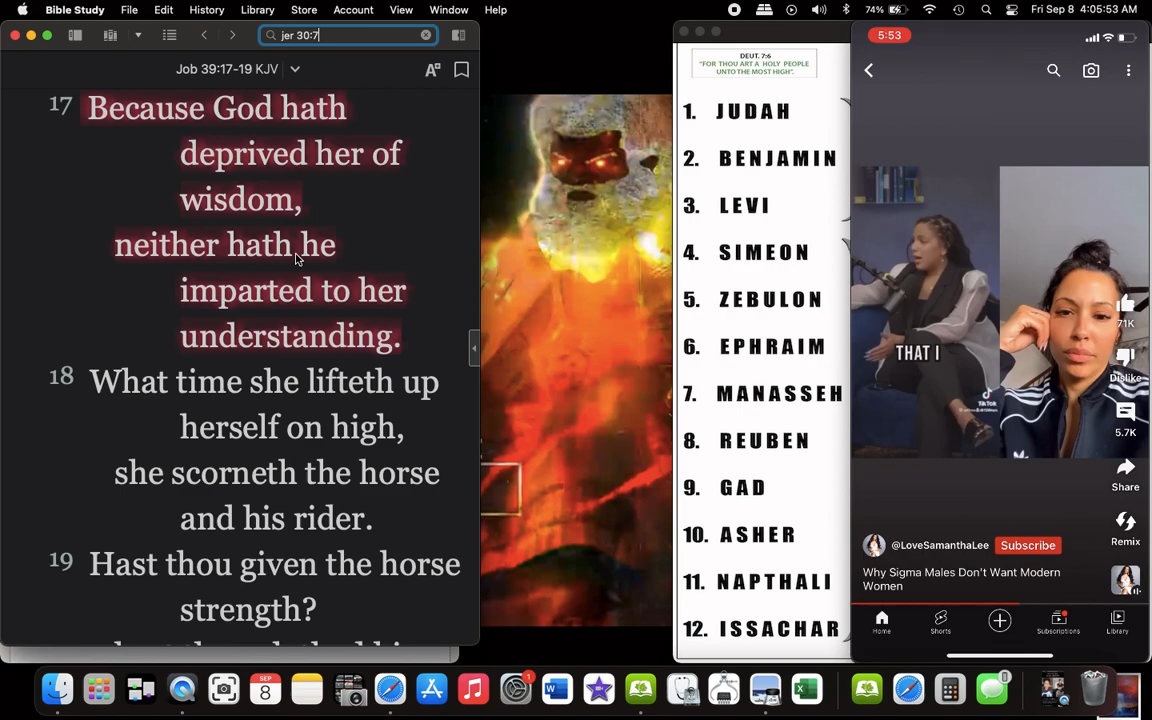 Bible Study File Edit History Library Store Account View Window Help
74% Fri Sep 8 4:05:53 AM
jer 30:7
Job 39:17-19 KJV
17 Because God hath
deprived her of
wisdom,
neither hath he
imparted to her
understanding.
18 What time she lifteth up
herself on high,
she scorneth the horse
and his rider.
19 Hast thou given the horse
strength?
DEUT. 7:6
"FOR THOU ART A HOLY PEOPLE
UNTO THE MOST HIGH".
1. JUDAH
2. BENJAMIN
3. LEVI
4. SIMEON
5. ZEBULON
6. EPHRAIM
7. MANASSEH
8. REUBEN
9. GAD
10. ASHER
11. NAPTHALI
12. ISSACHAR
5:53
THAT I
TikTok
71K
Dislike
5.7K
Share
Remix
@LoveSamanthaLee Subscribe
Why Sigma Males Don't Want Modern
Women
Home Shorts Subscriptions Library
SEP
8
1